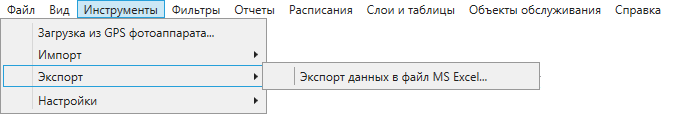 Файл Вид Инструменты Фильтры Отчеты Расписания Слои и таблицы Объекты обслуживания Справка
Загрузка из GPS фотоаппарата...
Импорт
Экспорт
Экспорт данных в файл MS Excel...
Настройки